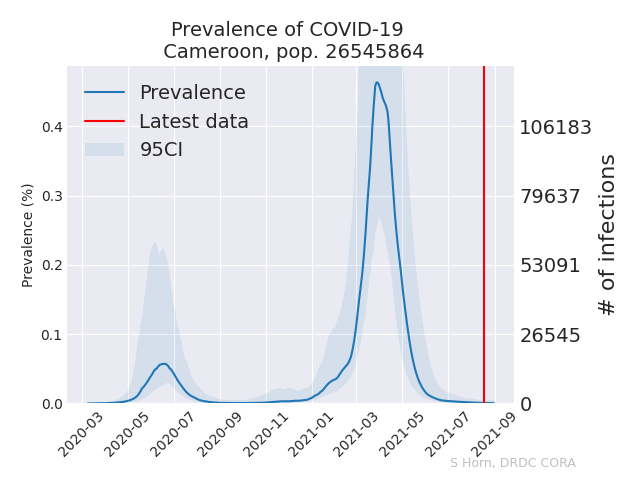 Prevalence of COVID-19
Cameroon, pop. 26545864
Prevalence
Latest data
95CI
Prevalence (%)
0.4
0.3
0.2
0.1
0.0
106183
79637
53091
26545
0
# of infections
2020-03
2020-05
2020-07
2020-09
2020-11
2021-01
2021-03
2021-05
2021-07
2021-09
S Horn, DRDC CORA